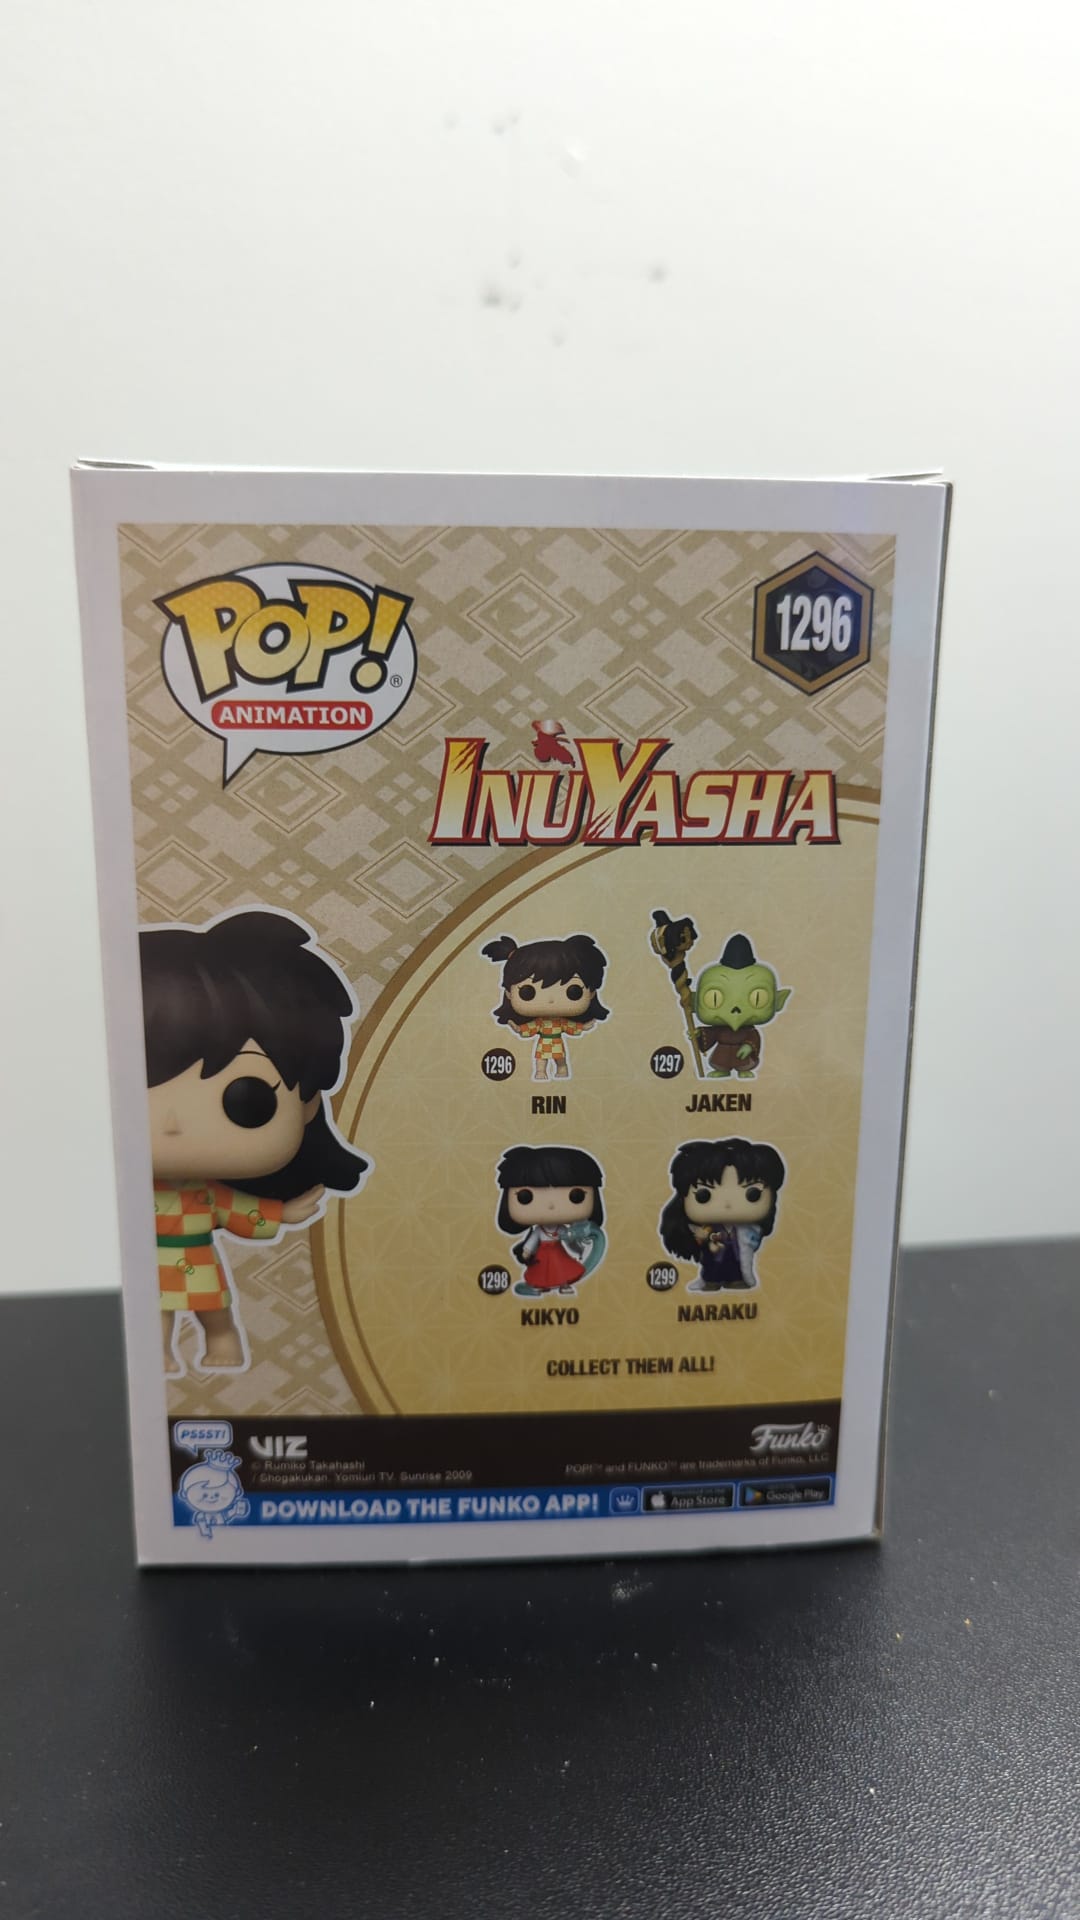 POP!®
ANIMATION
1296
INUYASHA
1296
RIN
1297
JAKEN
1298
KIKYO
1299
NARAKU
COLLECT THEM ALL!
PSSST!
VIZ
© Rumiko Takahashi
/ Shogakukan, Yomiuri TV, Sunrise 2009
Funko
POP!™ and FUNKO™ are trademarks of Funko, LLC
DOWNLOAD THE FUNKO APP!
App Store
Google Play